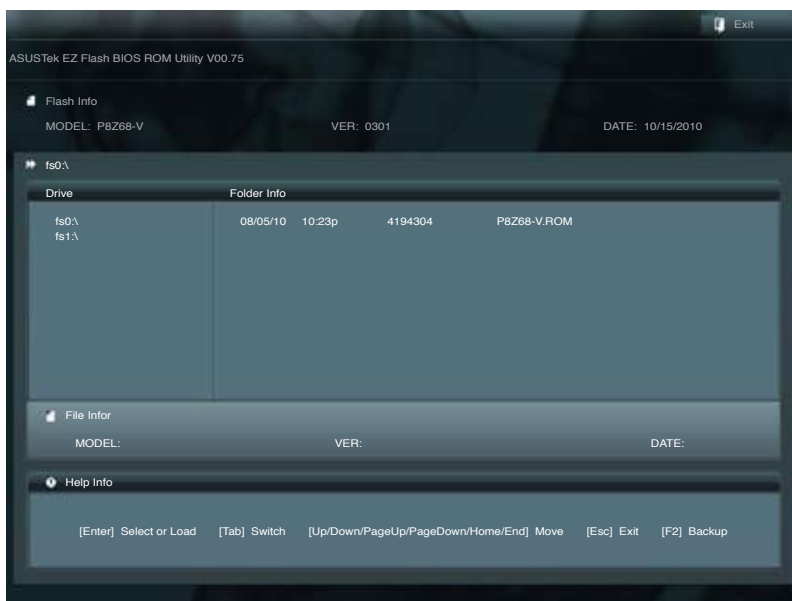 Exit
ASUSTek EZ Flash BIOS ROM Utility V00.75
Flash Info
MODEL: P8Z68-V VER: 0301 DATE: 10/15/2010
fs0:\
Drive Folder Info
fs0:\ 08/05/10 10:23p 4194304 P8Z68-V.ROM
fs1:\
File Infor
MODEL: VER: DATE:
Help Info
[Enter] Select or Load [Tab] Switch [Up/Down/PageUp/PageDown/Home/End] Move [Esc] Exit [F2] Backup